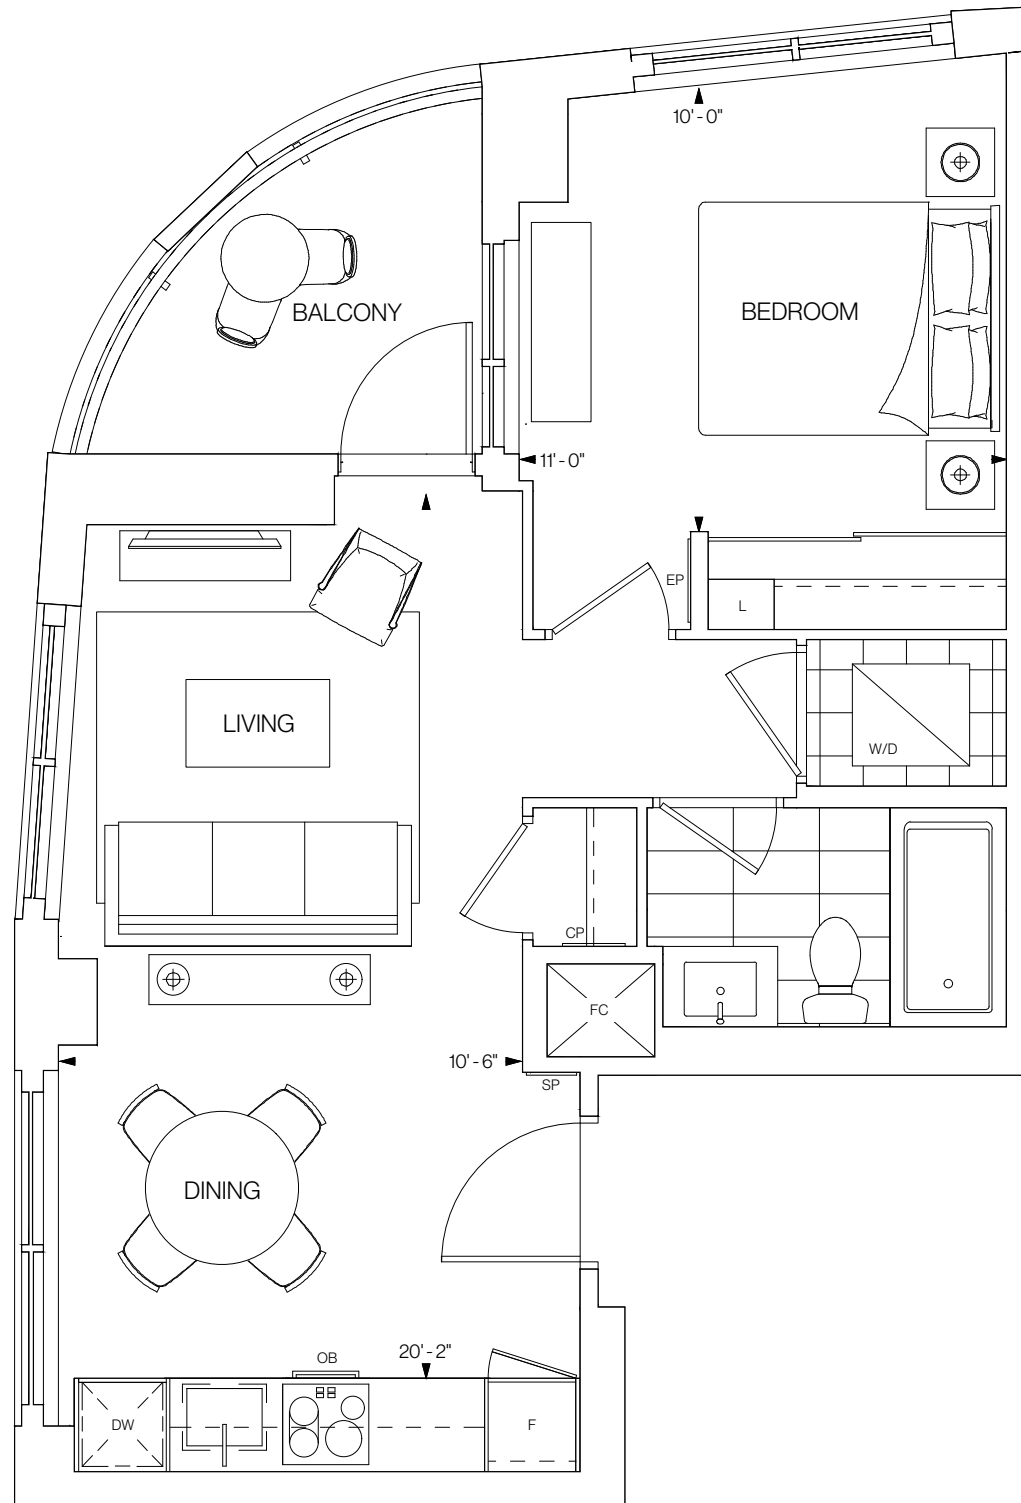 10'-0"
BALCONY
BEDROOM
11'-0"
EP
L
LIVING
W/D
CP
FC
10'-6"
SP
DINING
OB
20'-2"
DW
F